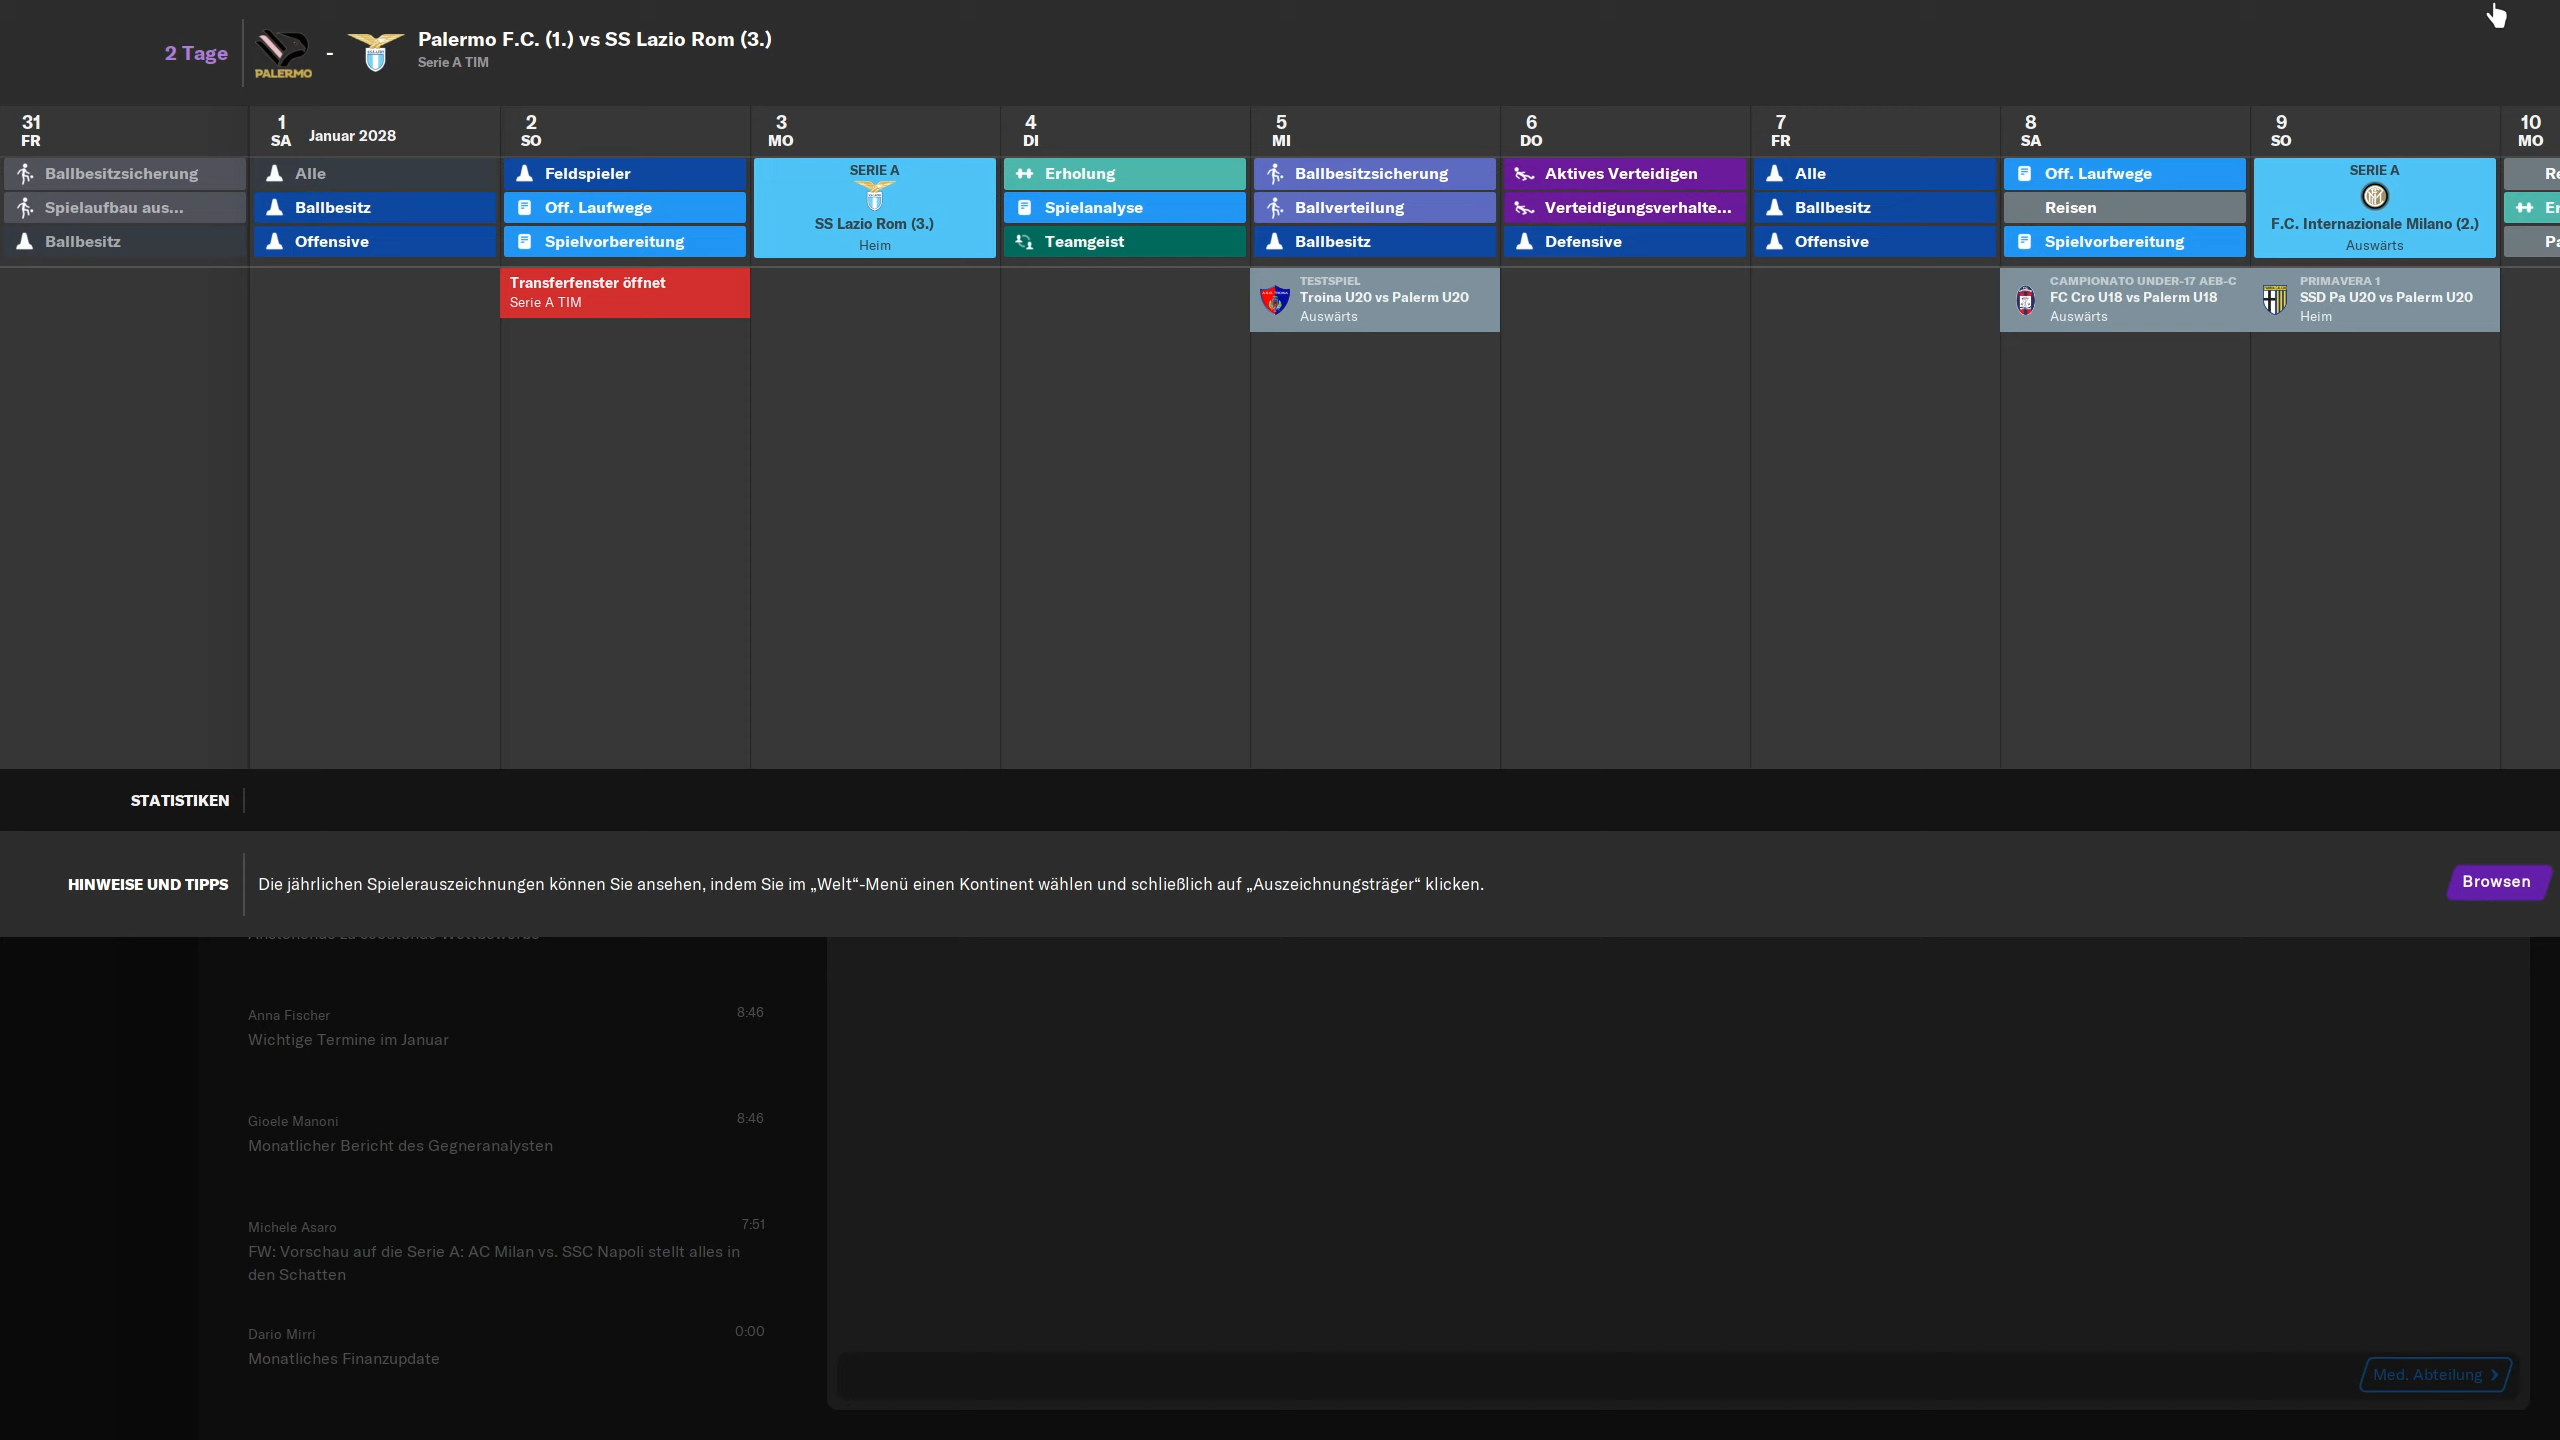 2 Tage
PALERMO
-
Palermo F.C. (1.) vs SS Lazio Rom (3.)
Serie A TIM
31
FR
1
SA
Januar 2028
2
SO
3
MO
4
DI
5
MI
6
DO
7
FR
8
SA
9
SO
10
MO
Ballbesitzsicherung
Spielaufbau aus...
Ballbesitz
Alle
Ballbesitz
Offensive
Feldspieler
Off. Laufwege
Spielvorbereitung
SERIE A
SS Lazio Rom (3.)
Heim
Erholung
Spielanalyse
Teamgeist
Ballbesitzsicherung
Ballverteilung
Ballbesitz
Aktives Verteidigen
Verteidigungsverhalte...
Defensive
Alle
Ballbesitz
Offensive
Off. Laufwege
Reisen
Spielvorbereitung
SERIE A
F.C. Internazionale Milano (2.)
Auswärts
Transferfenster öffnet
Serie A TIM
TESTSPIEL
Troina U20 vs Palerm U20
Auswärts
CAMPIONATO UNDER-17 AEB-C
FC Cro U18 vs Palerm U18
Auswärts
PRIMAVERA 1
SSD Pa U20 vs Palerm U20
Heim
STATISTIKEN
HINWEISE UND TIPPS
Die jährlichen Spielerauszeichnungen können Sie ansehen, indem Sie im „Welt“-Menü einen Kontinent wählen und schließlich auf „Auszeichnungsträger“ klicken.
Browsen
Anna Fischer
8:46
Wichtige Termine im Januar
Gioele Manoni
8:46
Monatlicher Bericht des Gegneranalysten
Michele Asaro
7:51
FW: Vorschau auf die Serie A: AC Milan vs. SSC Napoli stellt alles in
den Schatten
Dario Mirri
0:00
Monatliches Finanzupdate
Med. Abteilung